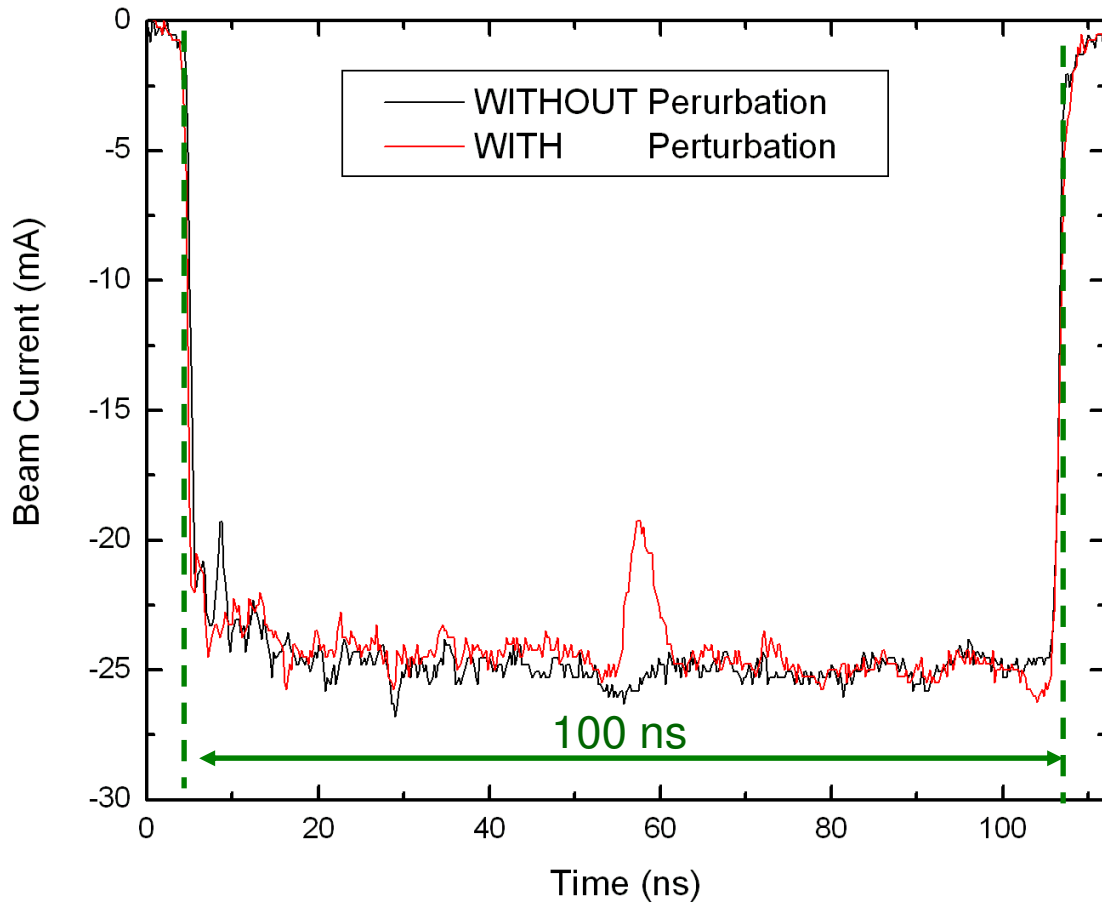 0
-5
-10
-15
-20
-25
-30
Beam Current (mA)
WITHOUT Perurbation
WITH Perturbation
100 ns
0 20 40 60 80 100
Time (ns)